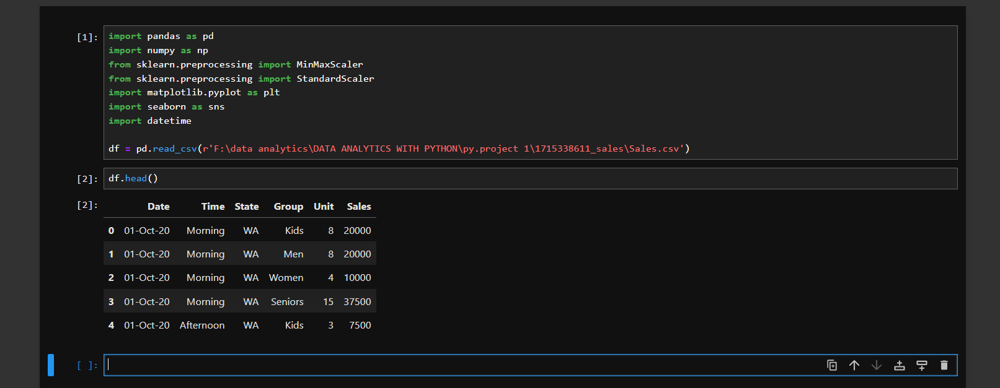 [1]: import pandas as pd
import numpy as np
from sklearn.preprocessing import MinMaxScaler
from sklearn.preprocessing import StandardScaler
import matplotlib.pyplot as plt
import seaborn as sns
import datetime
df = pd.read_csv(r'F:\data analytics\DATA ANALYTICS WITH PYTHON\py.project 1\1715338611_sales\Sales.csv')
[2]: df.head()
[2]: Date Time State Group Unit Sales
0 01-Oct-20 Morning WA Kids 8 20000
1 01-Oct-20 Morning WA Men 8 20000
2 01-Oct-20 Morning WA Women 4 10000
3 01-Oct-20 Morning WA Seniors 15 37500
4 01-Oct-20 Afternoon WA Kids 3 7500
[ ]: